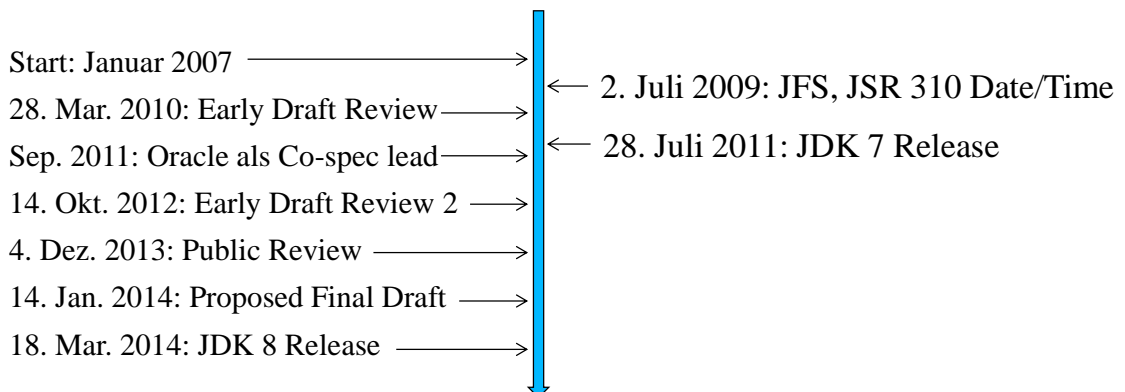 Start: Januar 2007
28. Mar. 2010: Early Draft Review
Sep. 2011: Oracle als Co-spec lead
14. Okt. 2012: Early Draft Review 2
4. Dez. 2013: Public Review
14. Jan. 2014: Proposed Final Draft
18. Mar. 2014: JDK 8 Release
2. Juli 2009: JFS, JSR 310 Date/Time
28. Juli 2011: JDK 7 Release